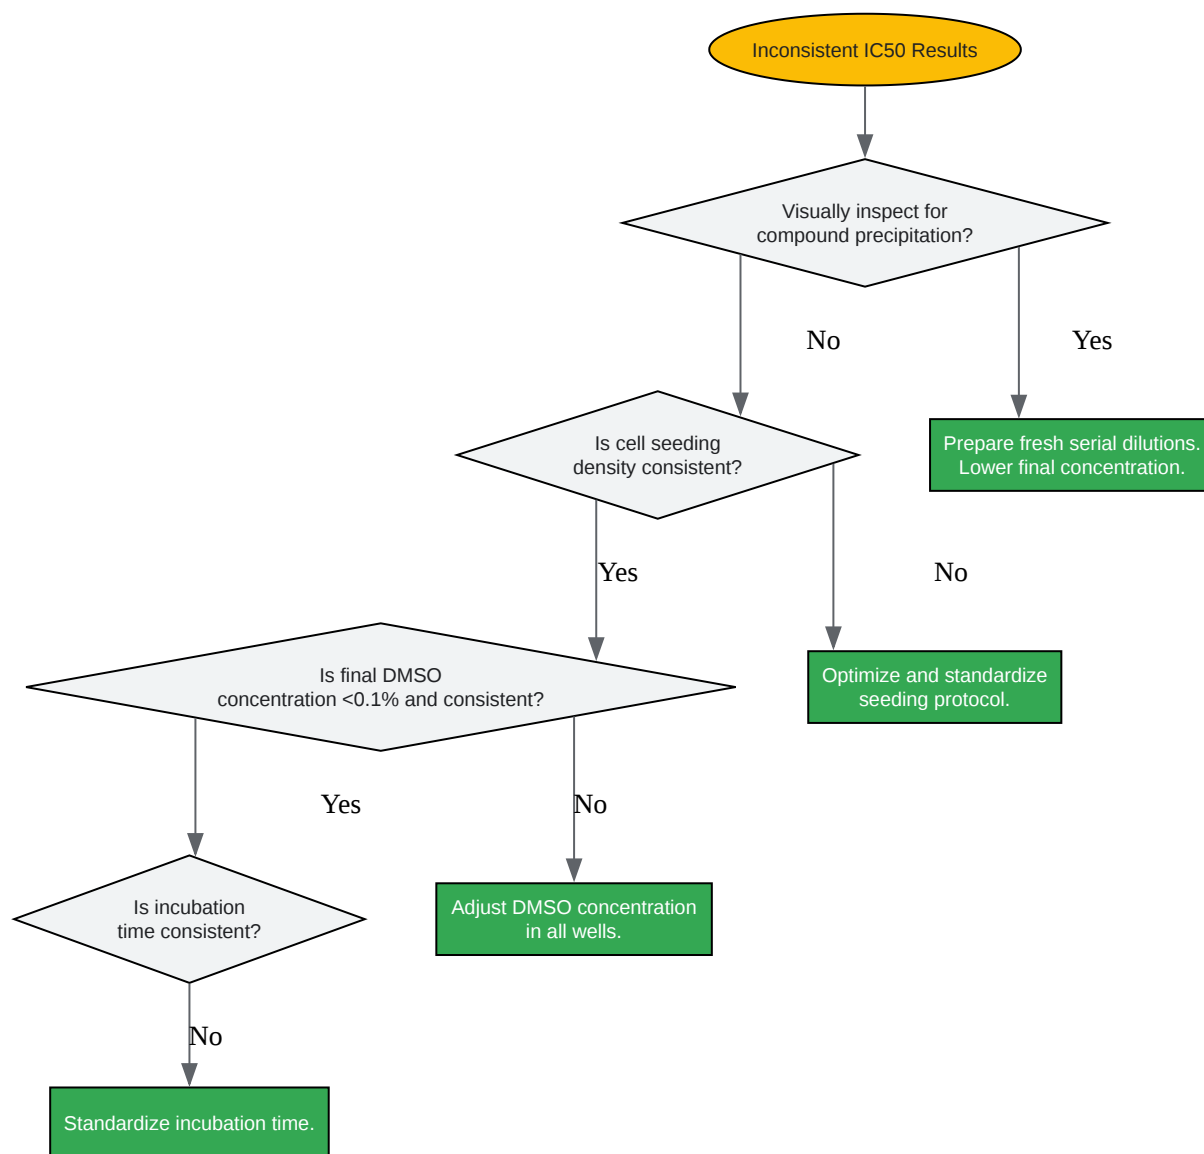 Inconsistent IC50 Results
Visually inspect for
compound precipitation?
No
Yes
Is cell seeding
density consistent?
Prepare fresh serial dilutions.
Lower final concentration.
Yes
No
Is final DMSO
concentration <0.1% and consistent?
Optimize and standardize
seeding protocol.
Yes
No
Is incubation
time consistent?
Adjust DMSO concentration
in all wells.
No
Standardize incubation time.